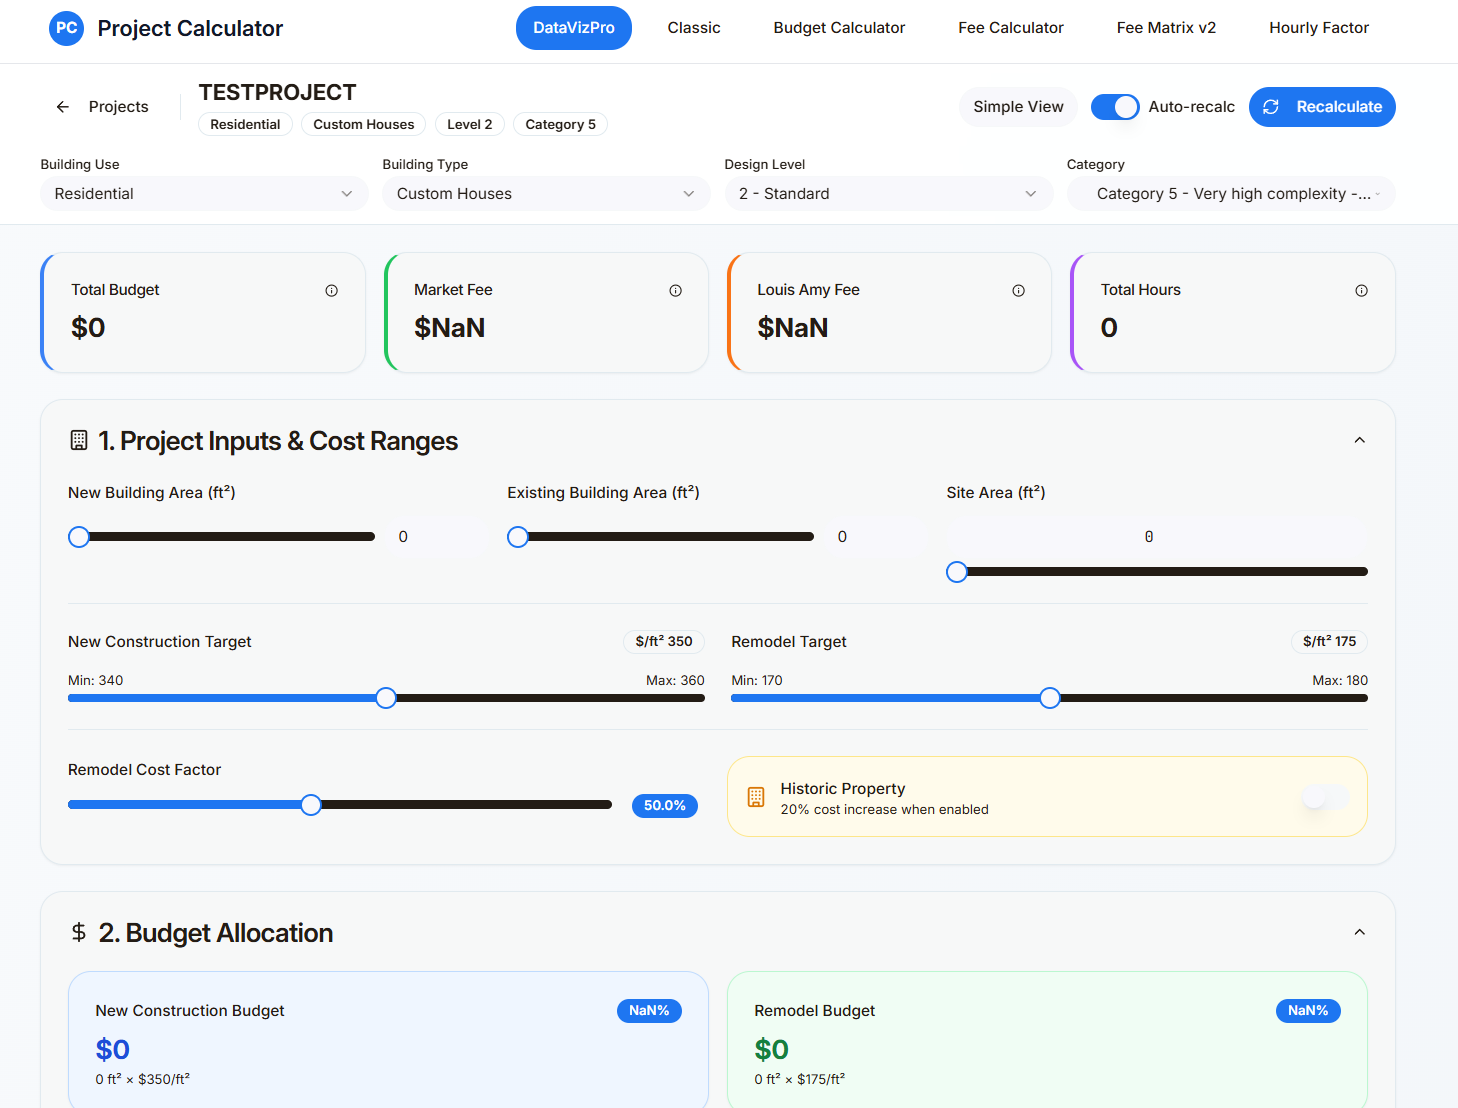 PC Project Calculator DataVizPro Classic Budget Calculator Fee Calculator Fee Matrix v2 Hourly Factor
Projects
TESTPROJECT
Residential Custom Houses Level 2 Category 5
Simple View Auto-recalc Recalculate
Building Use Building Type Design Level Category
Residential Custom Houses 2 - Standard Category 5 - Very high complexity -...
Total Budget Market Fee Louis Amy Fee Total Hours
$0 $NaN $NaN 0
1. Project Inputs & Cost Ranges
New Building Area (ft²) Existing Building Area (ft²) Site Area (ft²)
0 0 0
New Construction Target $/ft² 350 Remodel Target $/ft² 175
Min: 340 Max: 360 Min: 170 Max: 180
Remodel Cost Factor
50.0%
Historic Property
20% cost increase when enabled
$ 2. Budget Allocation
New Construction Budget NaN% Remodel Budget NaN%
$0 $0
0 ft² × $350/ft² 0 ft² × $175/ft²